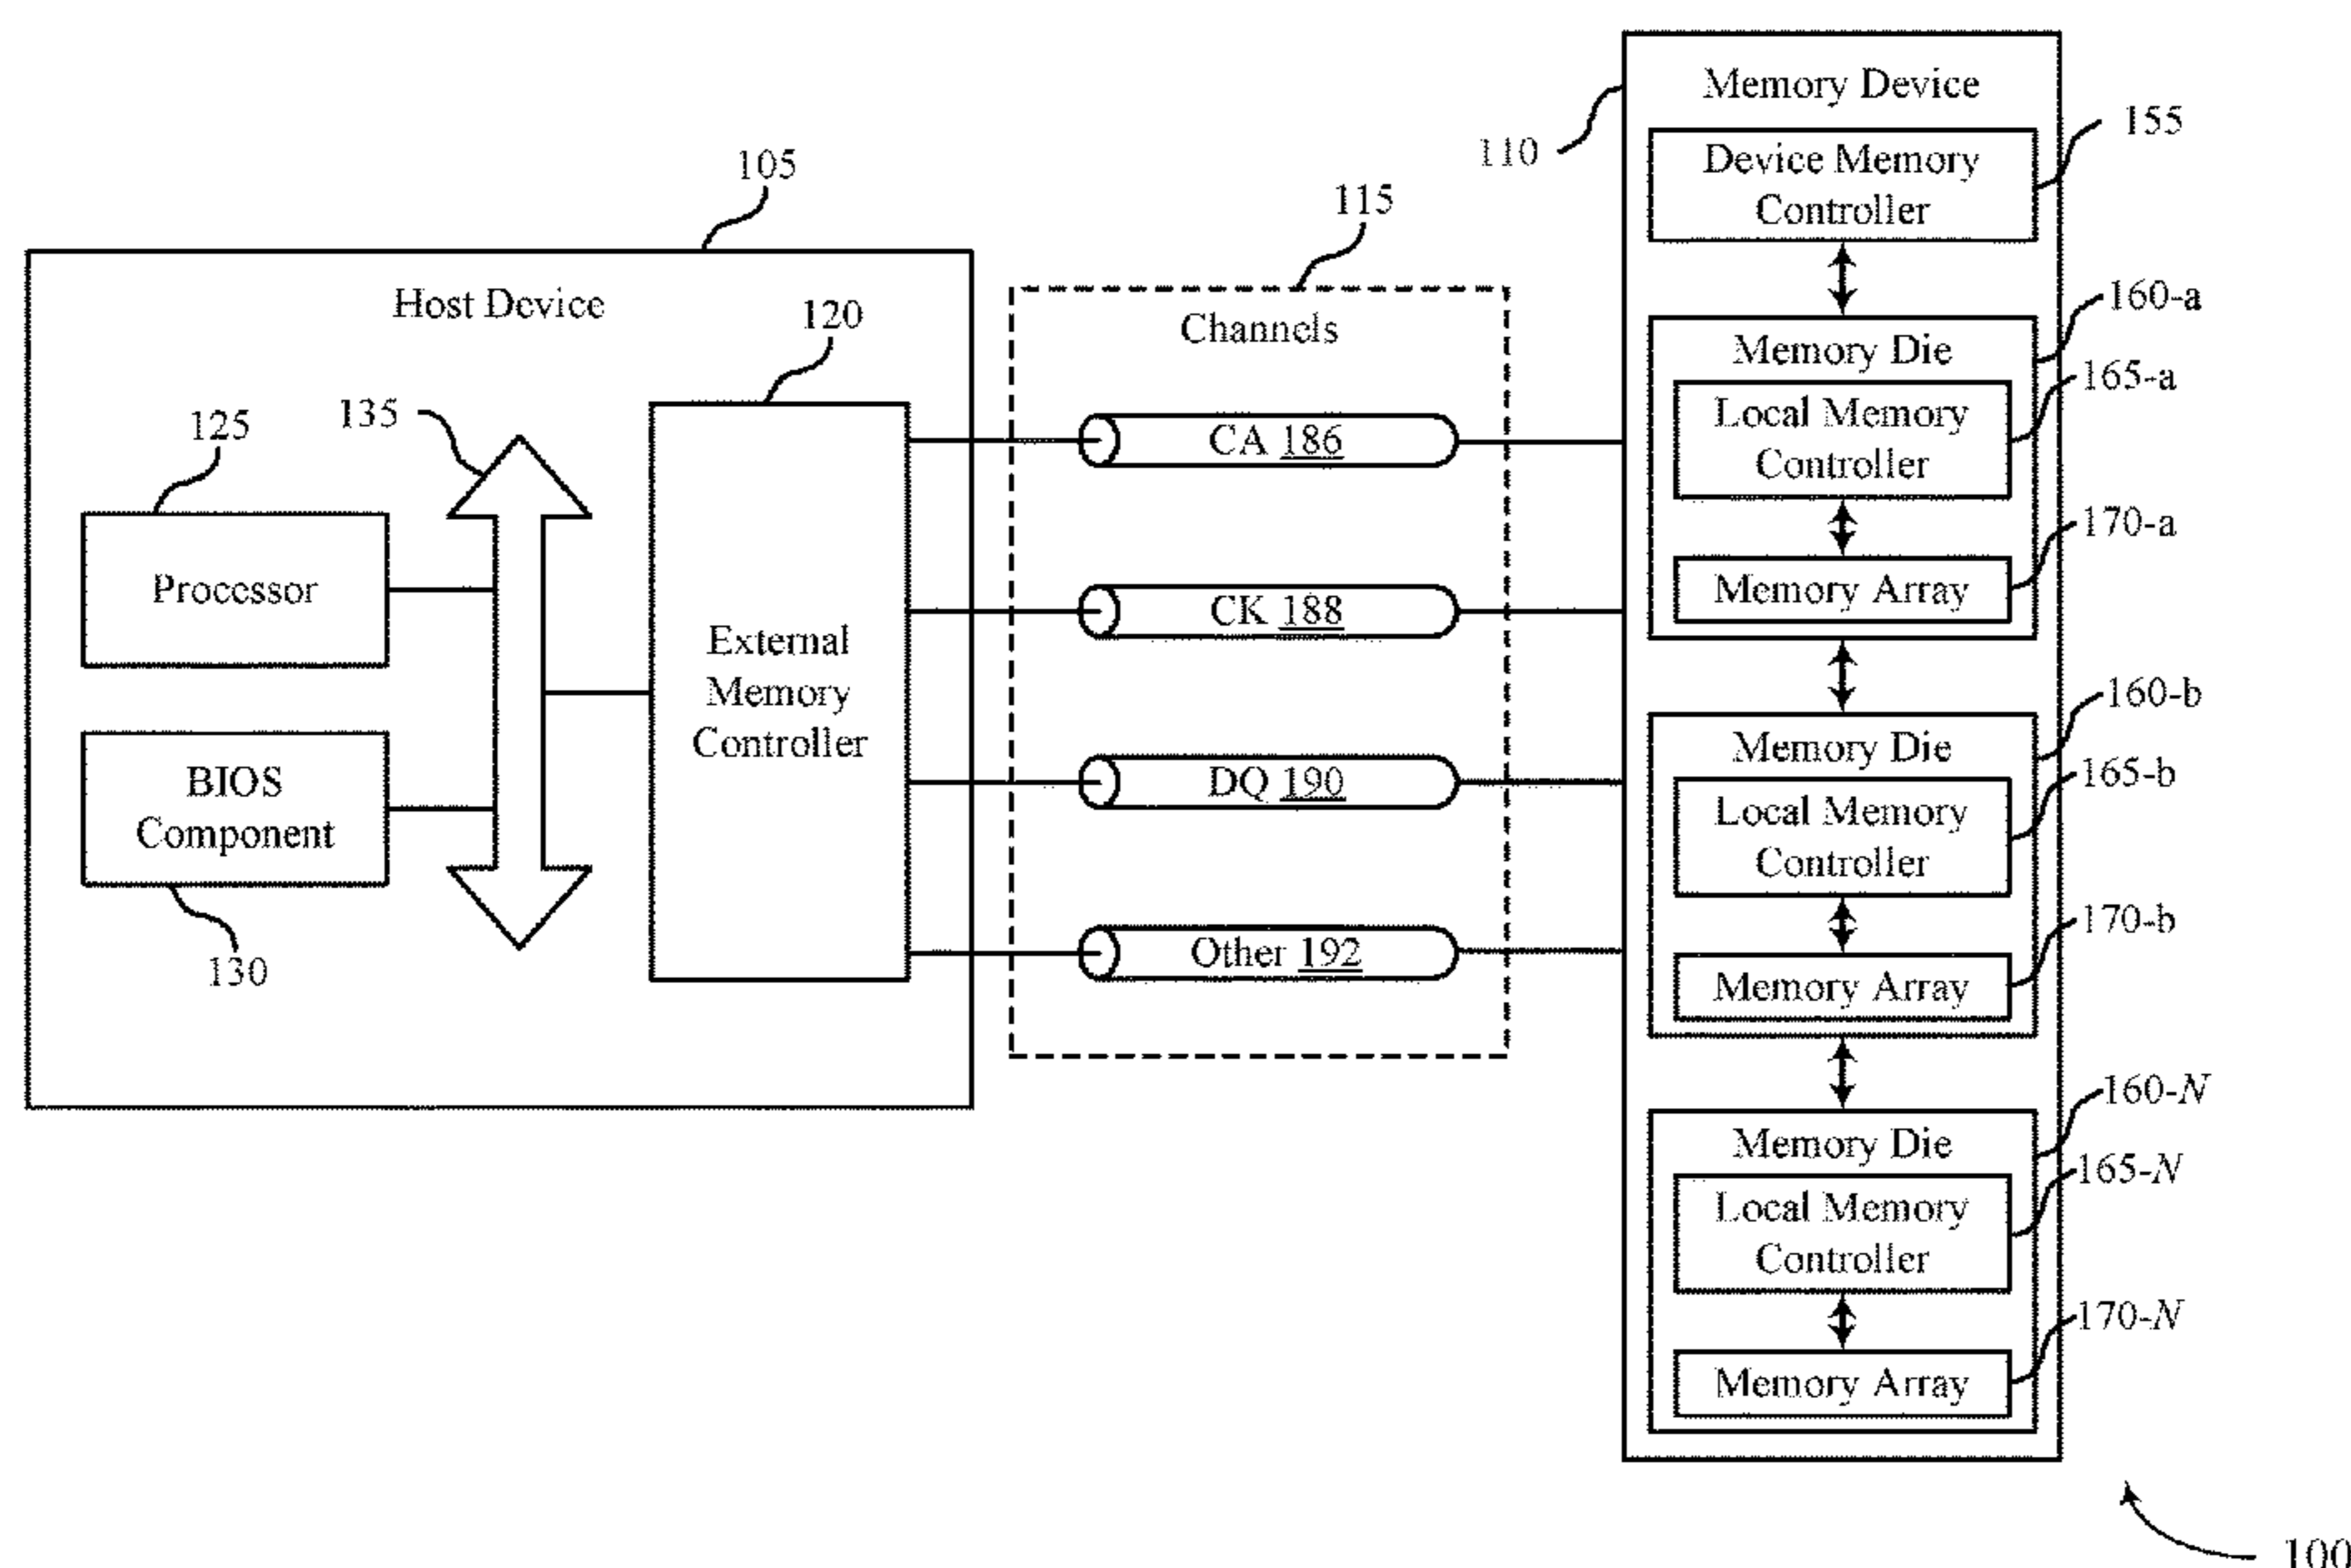 105
Host Device
120
125
135
Processor
BIOS
Component
130
External
Memory
Controller
115
Channels
CA 186
CK 188
DQ 190
Other 192
110
Memory Device
155
Device Memory
Controller
160-a
Memory Die
165-a
Local Memory
Controller
170-a
Memory Array
160-b
Memory Die
165-b
Local Memory
Controller
170-b
Memory Array
160-N
Memory Die
165-N
Local Memory
Controller
170-N
Memory Array
100